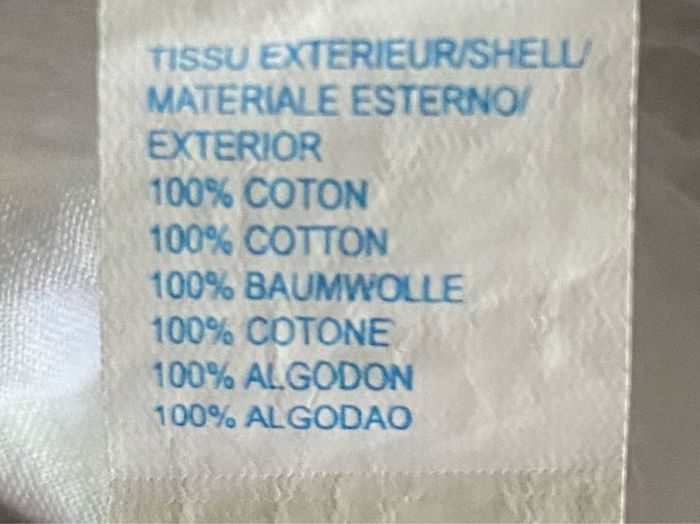 TISSU EXTERIEUR/SHELL/
MATERIALE ESTERNO/
EXTERIOR
100% COTON
100% COTTON
100% BAUMWOLLE
100% COTONE
100% ALGODON
100% ALGODAO